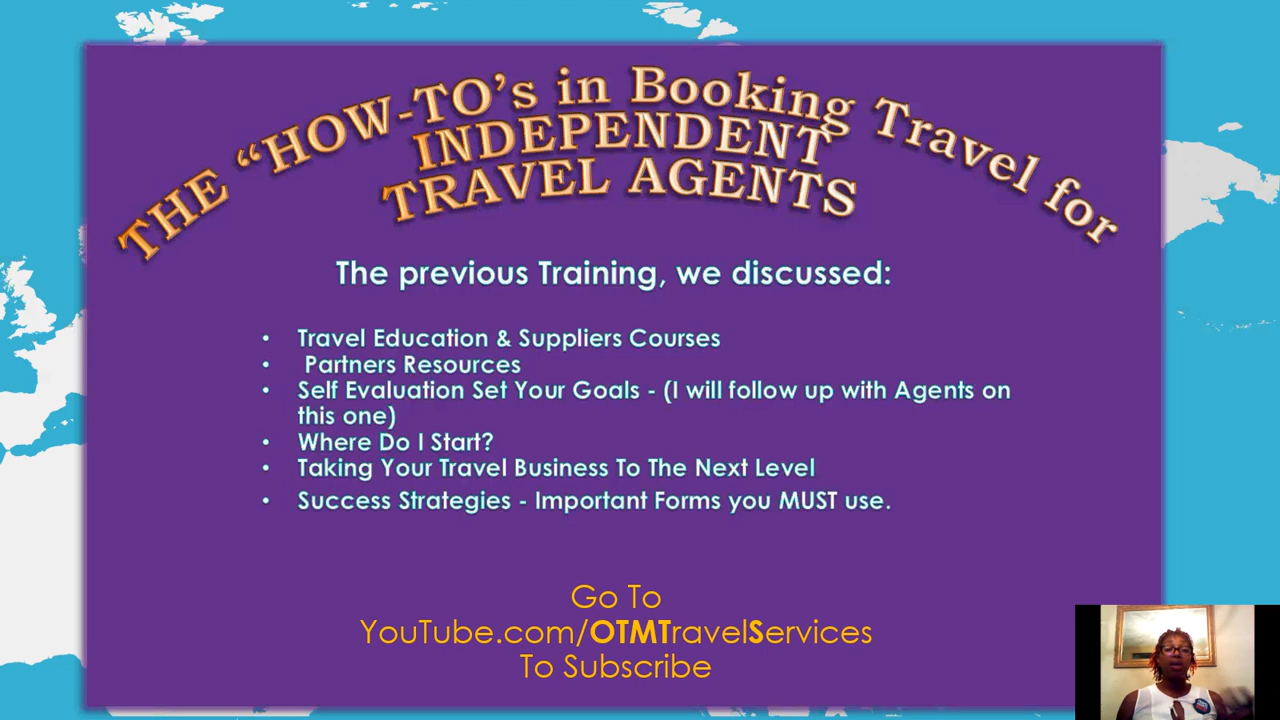 THE “HOW-TO’s in Booking Travel for
INDEPENDENT
TRAVEL AGENTS
The previous Training, we discussed:
• Travel Education & Suppliers Courses
• Partners Resources
• Self Evaluation Set Your Goals - (I will follow up with Agents on
this one)
• Where Do I Start?
• Taking Your Travel Business To The Next Level
• Success Strategies - Important Forms you MUST use.
Go To
YouTube.com/OTMTravelServices
To Subscribe